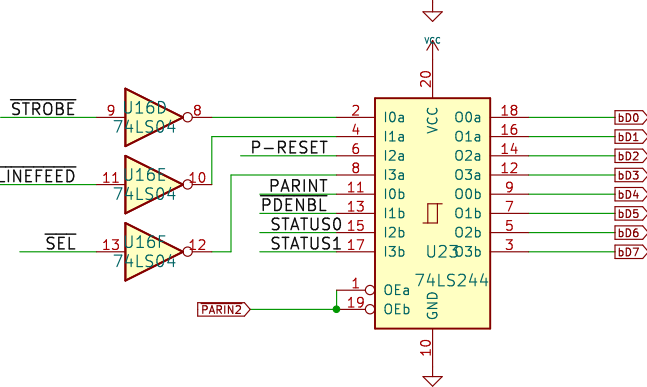 VCC
20
STROBE 9 U16D 8 2 I0a VCC O0a 18 bD0
74LS04 4 I1a O1a 16 bD1
P-RESET 6 I2a O2a 14 bD2
LINEFEED 11 U16E 10 8 I3a O3a 12 bD3
74LS04 PARINT 11 I0b O0b 9 bD4
PDENBL 13 I1b O1b 7 bD5
STATUS0 15 I2b O2b 5 bD6
SEL 13 U16F 12 STATUS1 17 I3b U23 O3b 3 bD7
74LS04 74LS244
1 OEa
PARIN2 19 OEb GND
10